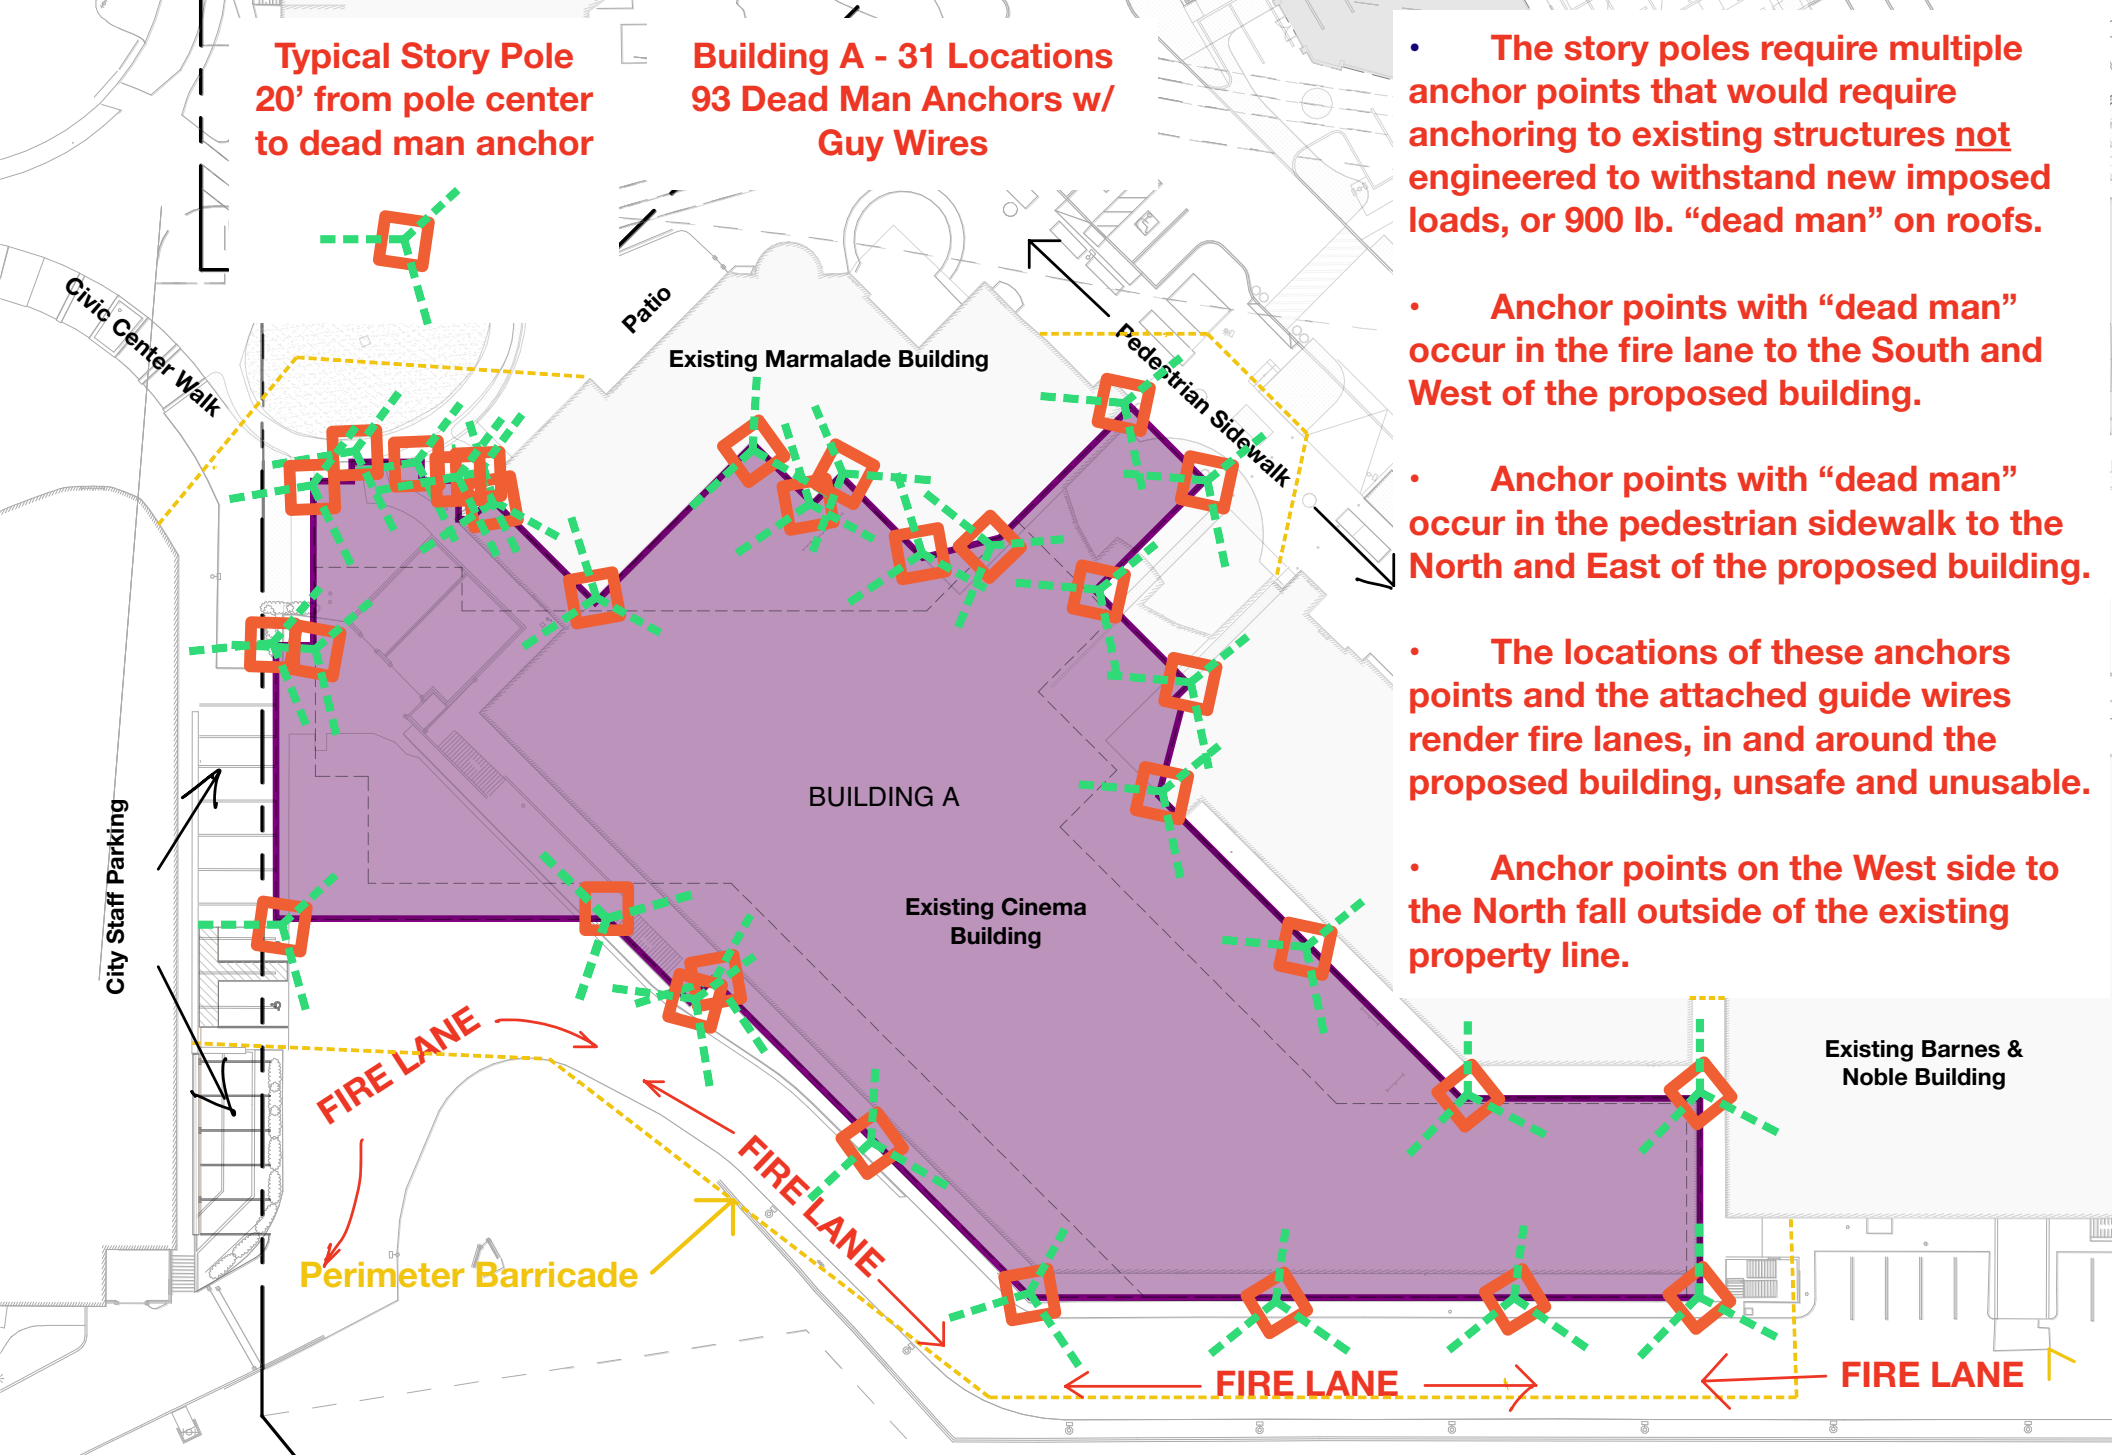 Typical Story Pole
20’ from pole center
to dead man anchor
Building A - 31 Locations
93 Dead Man Anchors w/
Guy Wires
• The story poles require multiple
anchor points that would require
anchoring to existing structures not
engineered to withstand new imposed
loads, or 900 lb. “dead man” on roofs.
• Anchor points with “dead man”
occur in the fire lane to the South and
West of the proposed building.
• Anchor points with “dead man”
occur in the pedestrian sidewalk to the
North and East of the proposed building.
• The locations of these anchors
points and the attached guide wires
render fire lanes, in and around the
proposed building, unsafe and unusable.
• Anchor points on the West side to
the North fall outside of the existing
property line.
Civic Center Walk
Patio
Existing Marmalade Building
Pedestrian Sidewalk
BUILDING A
City Staff Parking
Existing Cinema
Building
FIRE LANE
Existing Barnes &
Noble Building
FIRE LANE
Perimeter Barricade
FIRE LANE
FIRE LANE